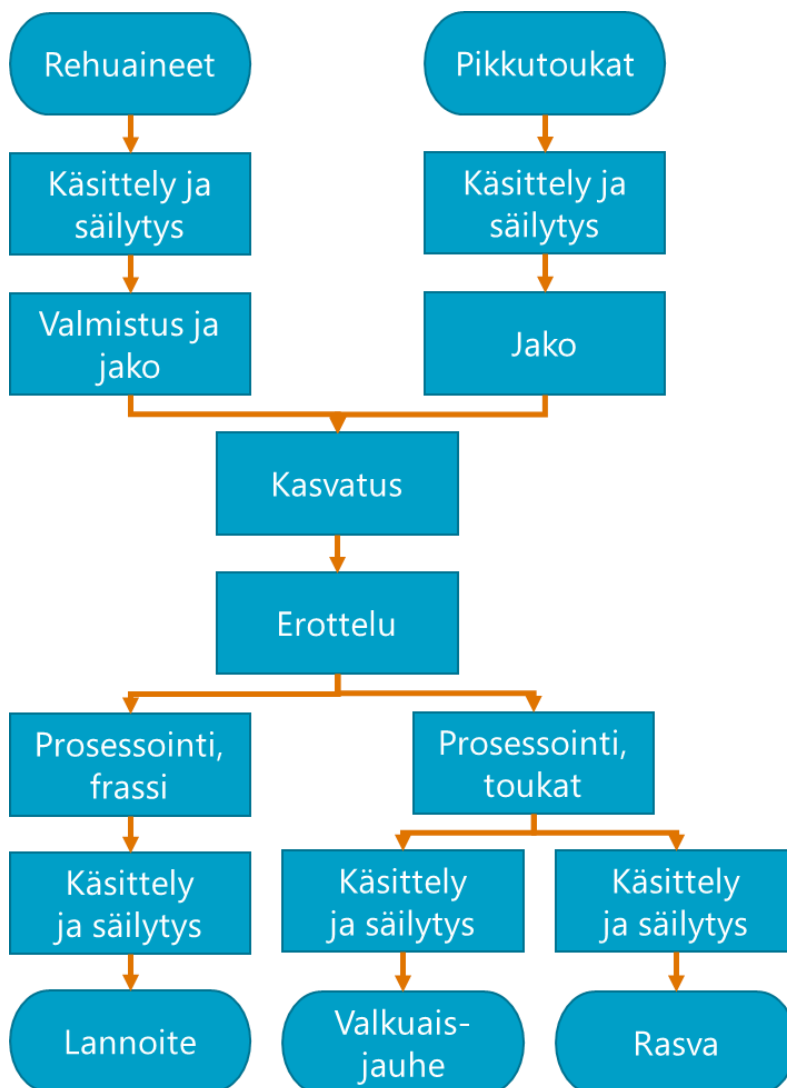 Rehuaineet
Pikkutoukat
Käsittely ja
säilytys
Käsittely ja
säilytys
Valmistus ja
jako
Jako
Kasvatus
Erottelu
Prosessointi,
frassi
Prosessointi,
toukat
Käsittely
ja säilytys
Käsittely
ja säilytys
Käsittely
ja säilytys
Lannoite
Valkuais-
jauhe
Rasva